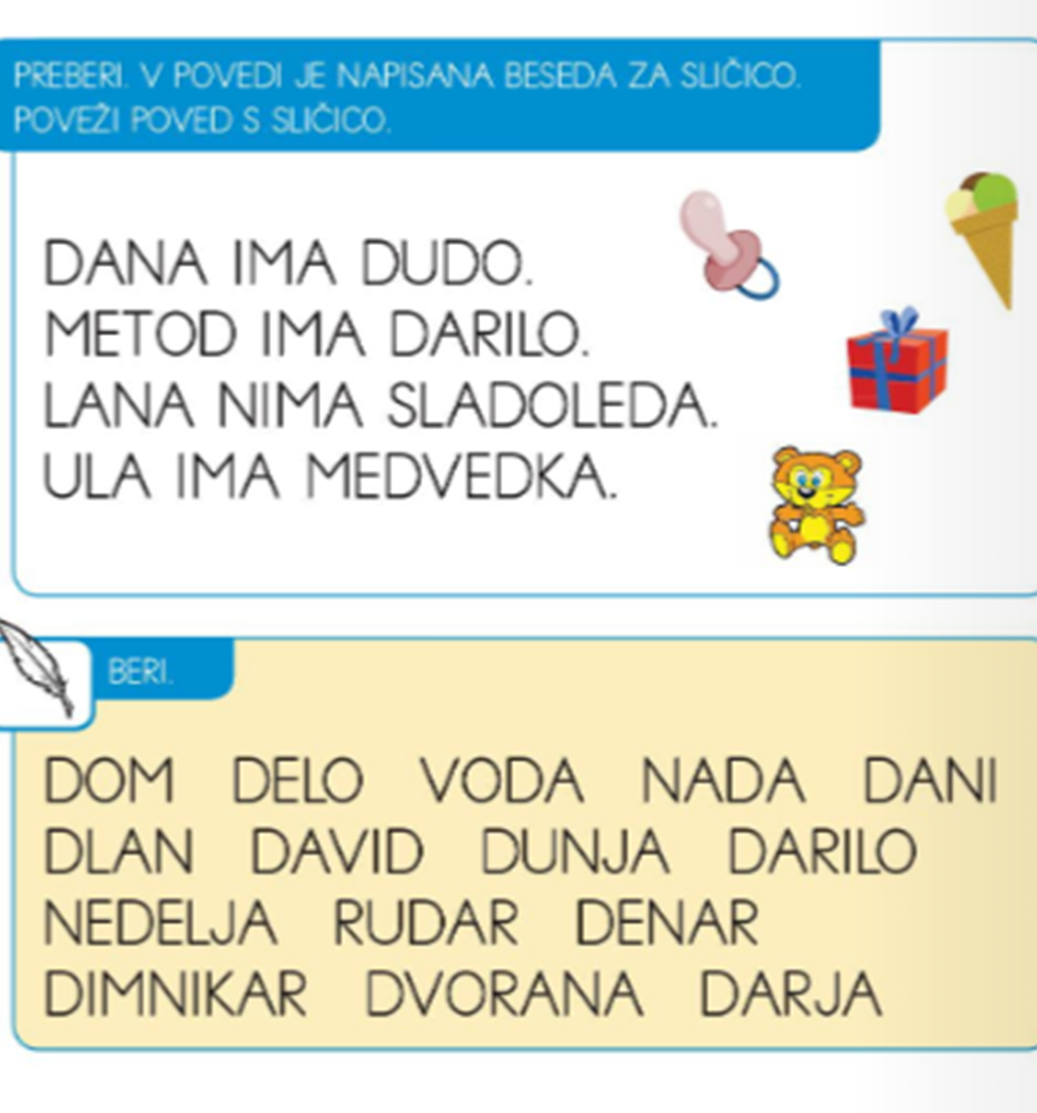 PREBERI. V POVEDI JE NAPISANA BESEDA ZA SLIČICO.
POVEŽI POVED S SLIČICO.
DANA IMA DUDO.
METOD IMA DARILO.
LANA NIMA SLADOLEDA.
ULA IMA MEDVEDKA.
BERI.
DOM DELO VODA NADA DANI
DLAN DAVID DUNJA DARILO
NEDELJA RUDAR DENAR
DIMNIKAR DVORANA DARJA